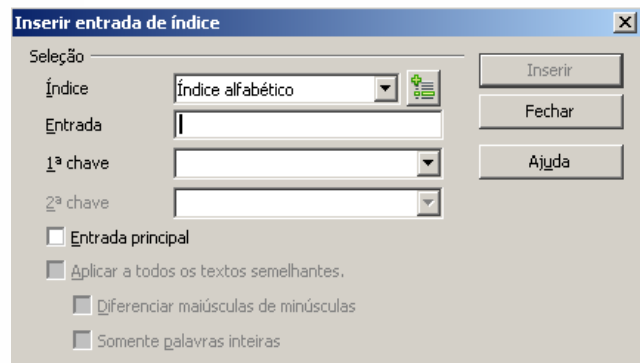 Inserir entrada de índice
Seleção
Índice
Índice alfabético
Inserir
Entrada
Fechar
1ª chave
Ajuda
2ª chave
Entrada principal
Aplicar a todos os textos semelhantes.
Diferenciar maiúsculas de minúsculas
Somente palavras inteiras